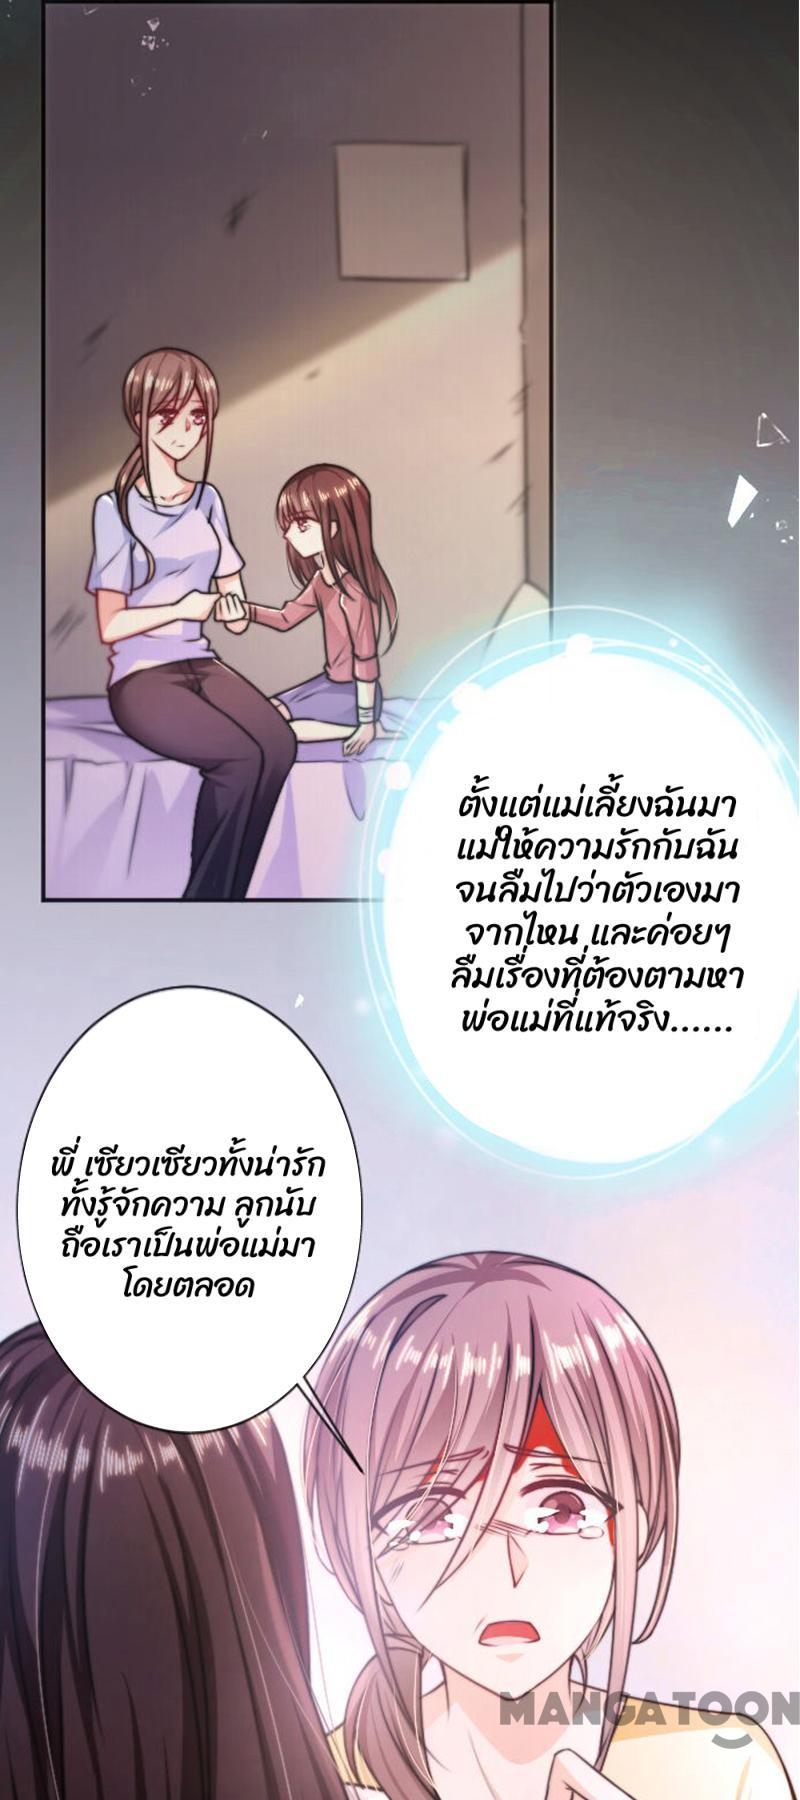 ตั้งแต่แม่เลี้ยงฉันมา
แม่ให้ความรักกับฉัน
จนลืมไปว่าตัวเองมา
จากไหน และค่อยๆ
ลืมเรื่องที่ต้องตามหา
พ่อแม่ที่แท้จริง......
พี่ เซียวเซียวทั้งน่ารัก
ทั้งรู้จักความ ลูกนับ
ถือเราเป็นพ่อแม่มา
โดยตลอด
MANGATOON